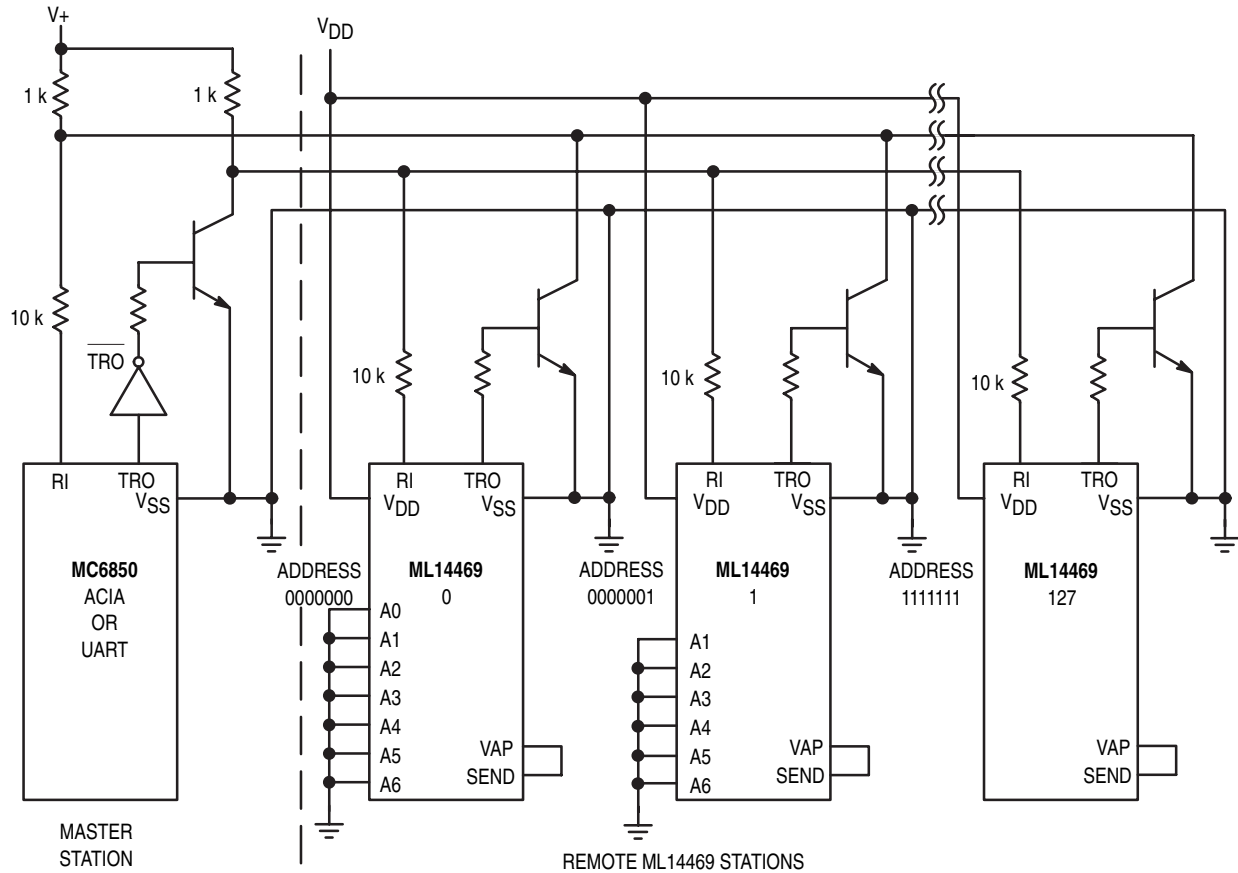 V+
VDD
1 k
1 k
10 k
TRO
10 k
10 k
10 k
RI
TRO
VSS
RI
TRO
VDD
VSS
RI
TRO
VDD
VSS
RI
TRO
VDD
VSS
MC6850
ACIA
OR
UART
ADDRESS
0000000
ML14469
0
ADDRESS
0000001
ML14469
1
ADDRESS
1111111
ML14469
127
A0
A1
A2
A3
A4
A5
A6
VAP
SEND
A1
A2
A3
A4
A5
A6
VAP
SEND
VAP
SEND
MASTER
STATION
REMOTE ML14469 STATIONS